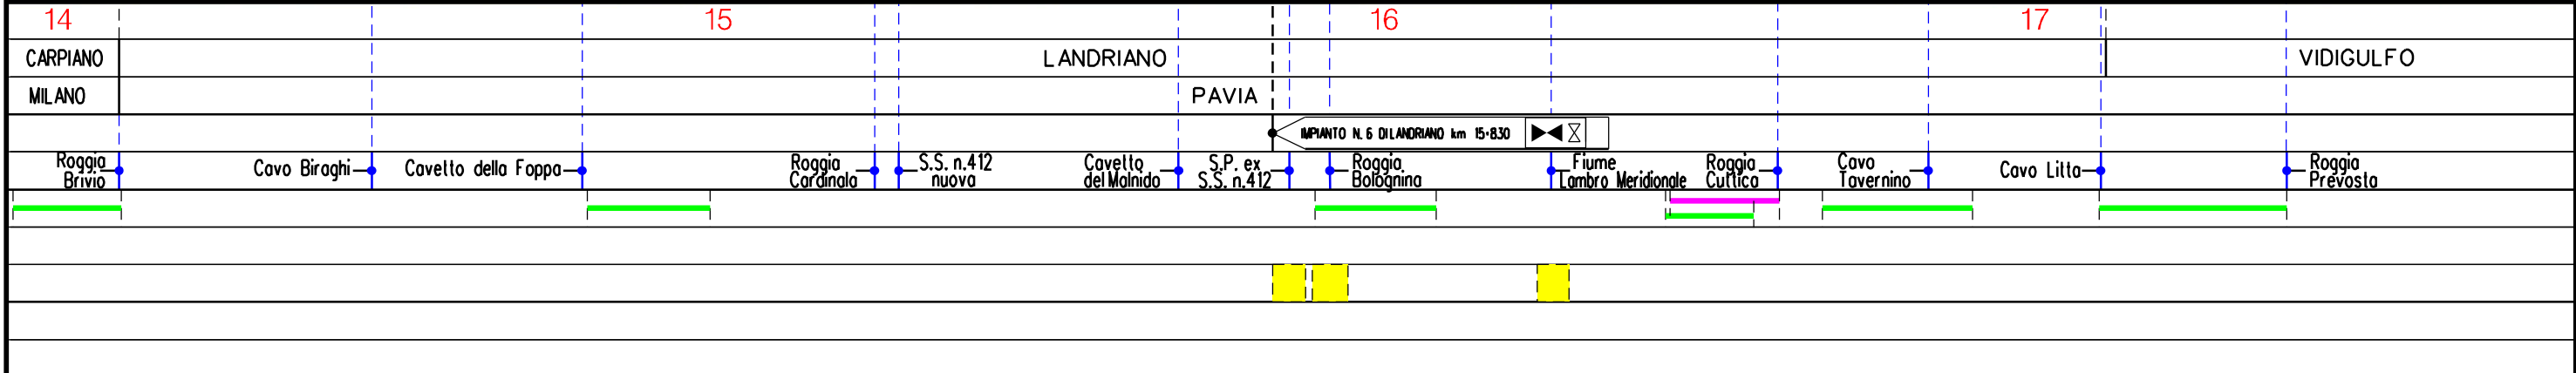 14 15 16 17
CARPIANO LANDRIANO VIDIGULFO
MILANO PAVIA
IMPIANTO N. 6 DI LANDRIANO km 15+830
Roggia
Brivio
Cavo Biraghi
Cavetto della Foppa
Roggia
Cardinala
S.S. n.412
nuova
Cavetto
del Malnido
S.P. ex
S.S. n.412
Roggia
Bolognina
Fiume
Lambro Meridionale
Roggia
Cuttica
Cavo
Tavernino
Cavo Litta
Roggia
Prevosta